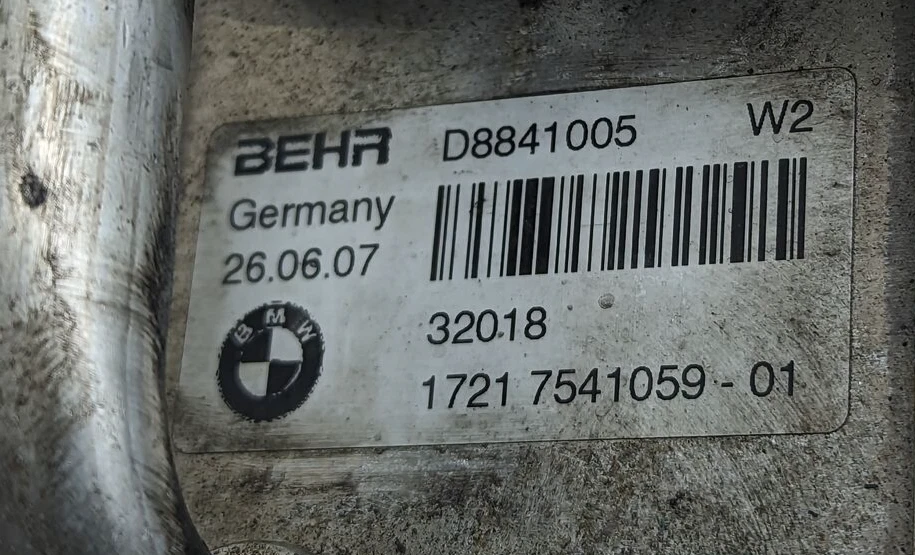 BEHR D8841005 W2
Germany
26.06.07
BMW
32018
1721 7541059 - 01